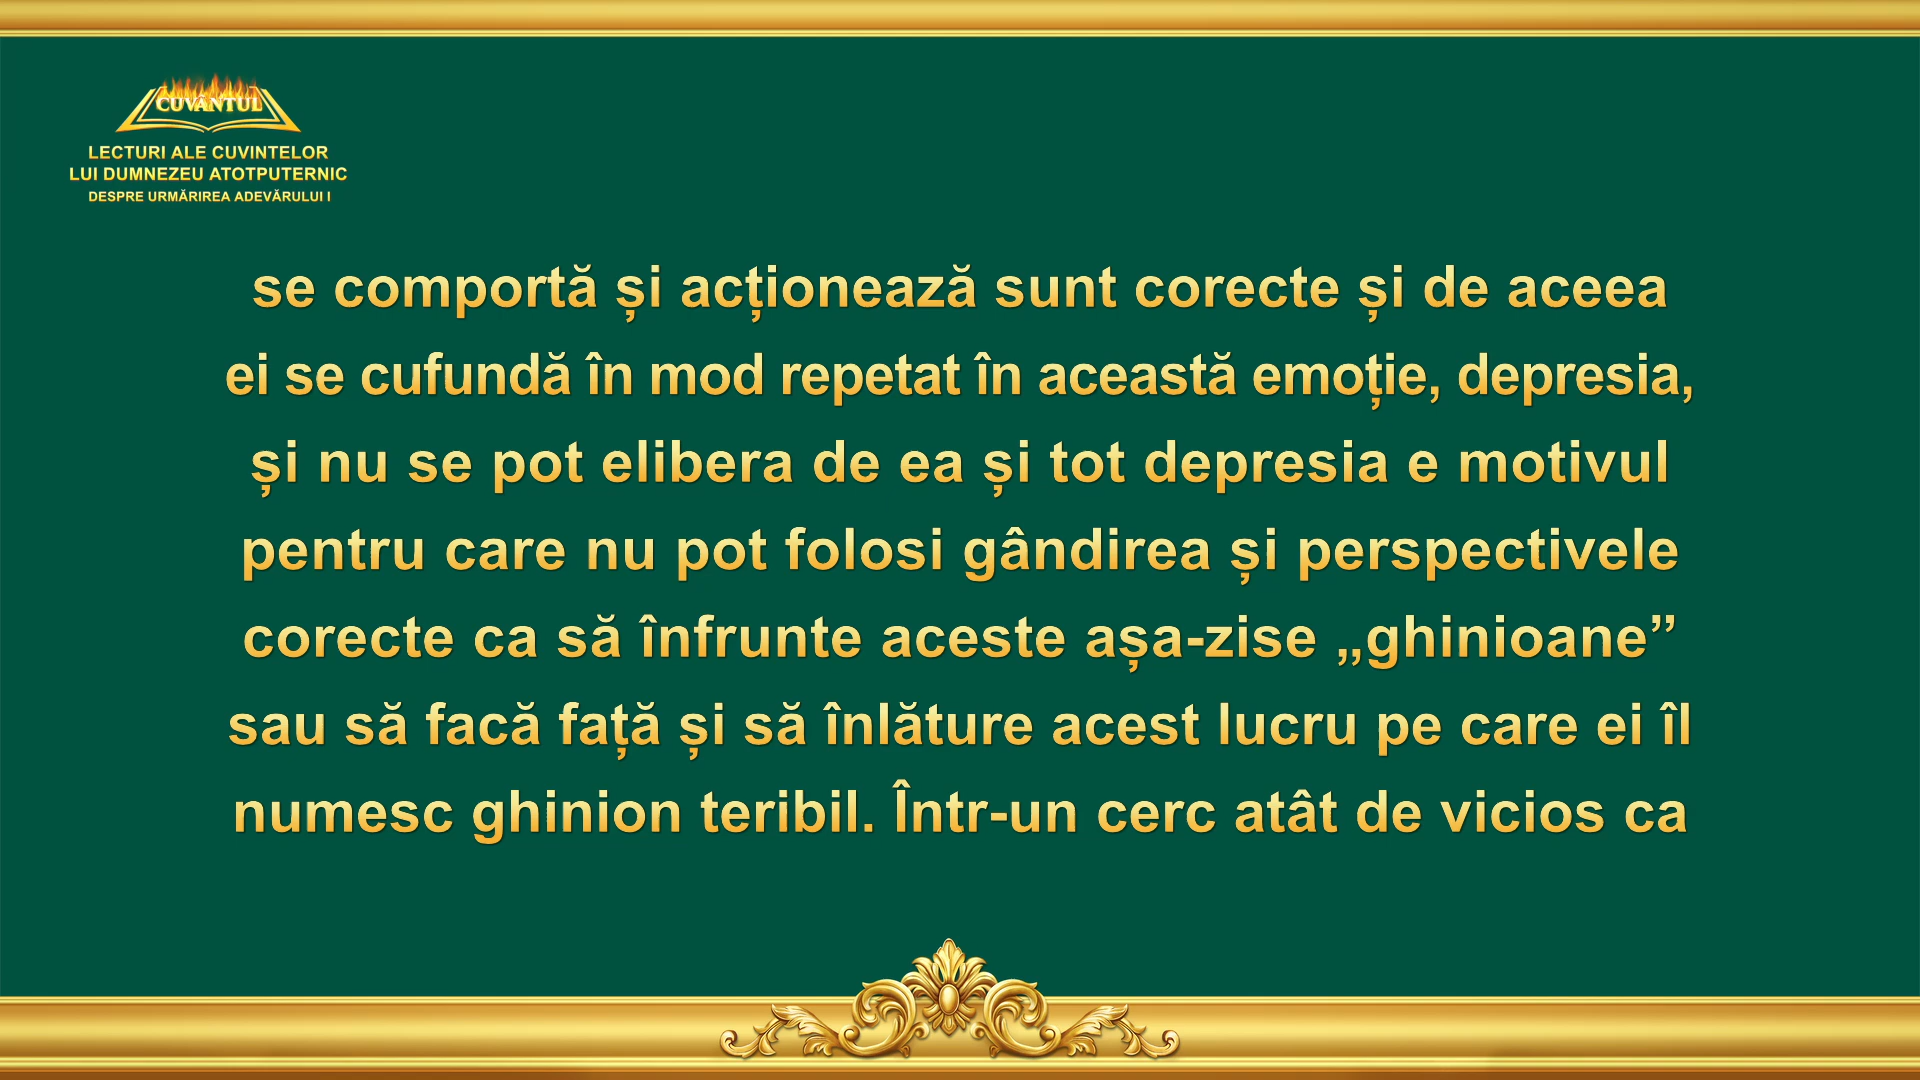 CUVÂNTUL
LECTURI ALE CUVINTELOR
LUI DUMNEZEU ATOTPUTERNIC
DESPRE URMĂRIREA ADEVĂRULUI I
se comportă și acționează sunt corecte și de aceea
ei se cufundă în mod repetat în această emoție, depresia,
și nu se pot elibera de ea și tot depresia e motivul
pentru care nu pot folosi gândirea și perspectivele
corecte ca să înfrunte aceste așa-zise „ghinioane”
sau să facă față și să înlăture acest lucru pe care ei îl
numesc ghinion teribil. Într-un cerc atât de vicios ca